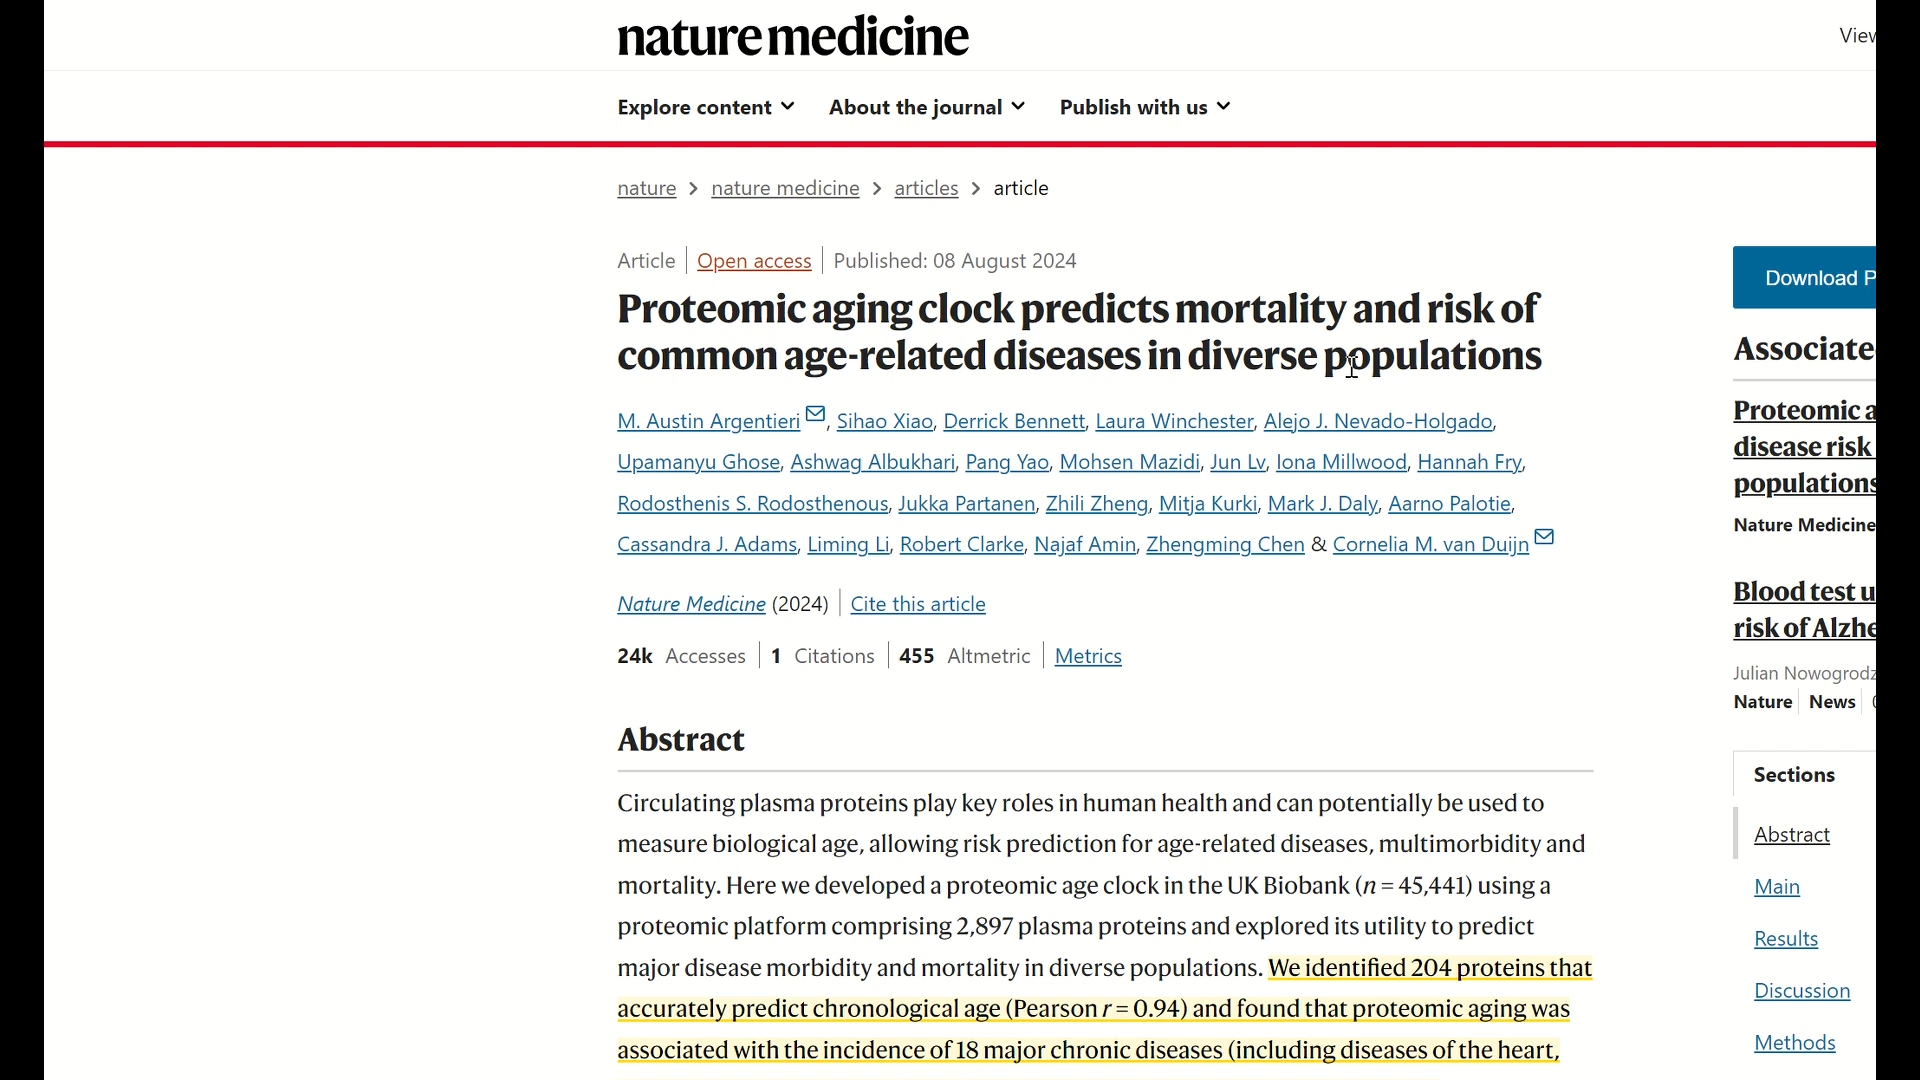 nature medicine
View
Explore content
About the journal
Publish with us
nature > nature medicine > articles > article
Article | Open access | Published: 08 August 2024
Proteomic aging clock predicts mortality and risk of
common age-related diseases in diverse populations
M. Austin Argentieri, Sihao Xiao, Derrick Bennett, Laura Winchester, Alejo J. Nevado-Holgado,
Upamanyu Ghose, Ashwag Albukhari, Pang Yao, Mohsen Mazidi, Jun Lv, Iona Millwood, Hannah Fry,
Rodosthenis S. Rodosthenous, Jukka Partanen, Zhili Zheng, Mitja Kurki, Mark J. Daly, Aarno Palotie,
Cassandra J. Adams, Liming Li, Robert Clarke, Najaf Amin, Zhengming Chen & Cornelia M. van Duijn
Nature Medicine (2024) | Cite this article
24k Accesses | 1 Citations | 455 Altmetric | Metrics
Abstract
Circulating plasma proteins play key roles in human health and can potentially be used to
measure biological age, allowing risk prediction for age-related diseases, multimorbidity and
mortality. Here we developed a proteomic age clock in the UK Biobank (n = 45,441) using a
proteomic platform comprising 2,897 plasma proteins and explored its utility to predict
major disease morbidity and mortality in diverse populations. We identified 204 proteins that
accurately predict chronological age (Pearson r = 0.94) and found that proteomic aging was
associated with the incidence of 18 major chronic diseases (including diseases of the heart,
Download P
Associate
Proteomic a
disease risk
populations
Nature Medicine
Blood test u
risk of Alzhe
Julian Nowogrodz
Nature | News
Sections
Abstract
Main
Results
Discussion
Methods